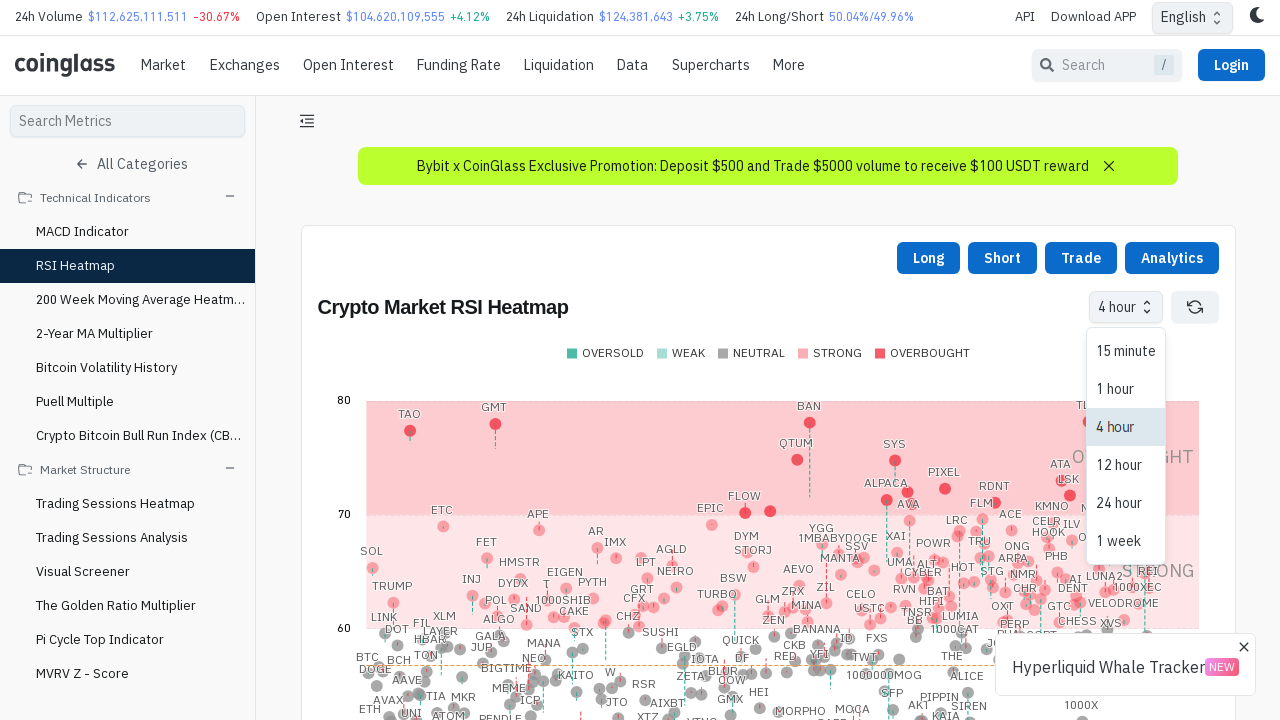 24h Volume $112,625,111,511 -30.67% Open Interest $104,620,109,555 +4.12% 24h Liquidation $124,381,643 +3.75% 24h Long/Short 50.04%/49.96% API Download APP English
coinglass Market Exchanges Open Interest Funding Rate Liquidation Data Supercharts More Search / Login
Search Metrics
All Categories
Technical Indicators
MACD Indicator
RSI Heatmap
200 Week Moving Average Heatm...
2-Year MA Multiplier
Bitcoin Volatility History
Puell Multiple
Crypto Bitcoin Bull Run Index (CB...
Market Structure
Trading Sessions Heatmap
Trading Sessions Analysis
Visual Screener
The Golden Ratio Multiplier
Pi Cycle Top Indicator
MVRV Z - Score
Bybit x CoinGlass Exclusive Promotion: Deposit $500 and Trade $5000 volume to receive $100 USDT reward
Long Short Trade Analytics
Crypto Market RSI Heatmap
4 hour
15 minute
1 hour
4 hour
12 hour
24 hour
1 week
OVERSOLD WEAK NEUTRAL STRONG OVERBOUGHT
80
TAO GMT BAN
QTUM SYS
ATA
PIXEL LSK
ALPACA RDNT
FLOW
70
ETC APE EPIC AVA FLM KMNO
LRC ACE CELR ILV
SOL FET AR IMX DYM YGG 1MBABYDOGE XAI HOOK
STORJ SSV POWR TRU ONG PHB
HMSTR LPT AGLD MANTA UMA ALT ARPA
TRUMP INJ DYDX EIGEN PYTH NEIRO BSW AEVO CYBER HOT STG NMR AI LUNA2 REI
T ZRX ZIL RVN BAT CHR DENT 1000XEC
LINK POL SAND 1000SHIB CFX TURBO GLM MINA CELO HIFI OXT GTC VELODROME
XLM ALGO CAKE CHZ ZEN USTC TNSR LUMIA PERP CHESS XVS
60
DOT FIL LAYER GALA STX SUSHI BANANA BB 1000CAT
HBAR JUP MANA QUICK ID FXS
BTC BCH TON NEO EGLD IOTA DF CKB YFI TWT THE
DOGE BIGTIME KAITO W ZETA BLUR RED 1000000MOG ALICE
AAVE MEME RSR COW
AVAX TIA MKR ICP JTO AIXBT GMX HEI SFP PIPPIN
ETH UNI ATOM PENDLE XTZ MORPHO MOCA AKT SIREN 1000X
KAIA
Hyperliquid Whale Tracker NEW